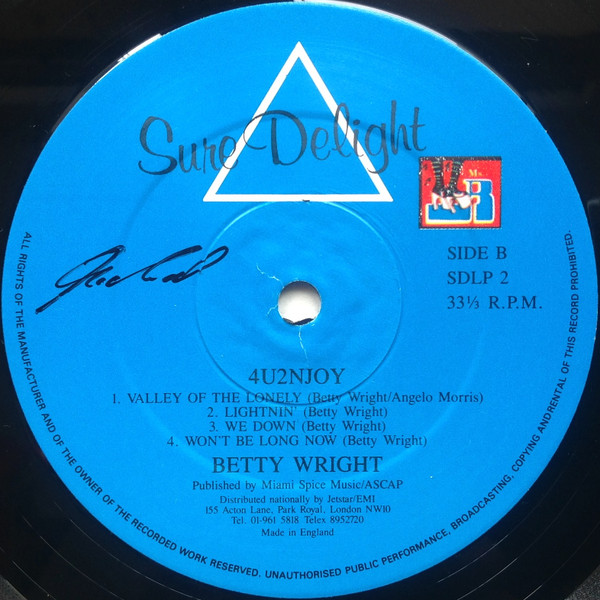 Sure Delight
Ms.
B
SIDE B
SDLP 2
33⅓ R.P.M.
4U2NJOY
1. VALLEY OF THE LONELY (Betty Wright/Angelo Morris)
2. LIGHTNIN' (Betty Wright)
3. WE DOWN (Betty Wright)
4. WON'T BE LONG NOW (Betty Wright)
BETTY WRIGHT
Published by Miami Spice Music/ASCAP
Distributed nationally by Jetstar/EMI
155 Acton Lane, Park Royal, London NW10
Tel. 01-961 5818 Telex 8952720
Made in England
ALL RIGHTS OF THE MANUFACTURER AND OF THE OWNER OF THE RECORDED WORK RESERVED. UNAUTHORISED PUBLIC PERFORMANCE, BROADCASTING, COPYING ANDRENTAL OF THIS RECORD PROHIBITED.